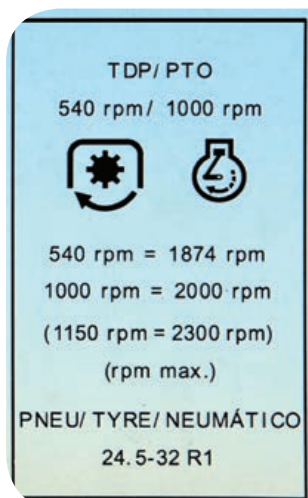 TDP/ PTO
540 rpm/ 1000 rpm
540 rpm = 1874 rpm
1000 rpm = 2000 rpm
(1150 rpm = 2300 rpm)
(rpm max.)
PNEU/ TYRE/ NEUMÁTICO
24.5-32 R1